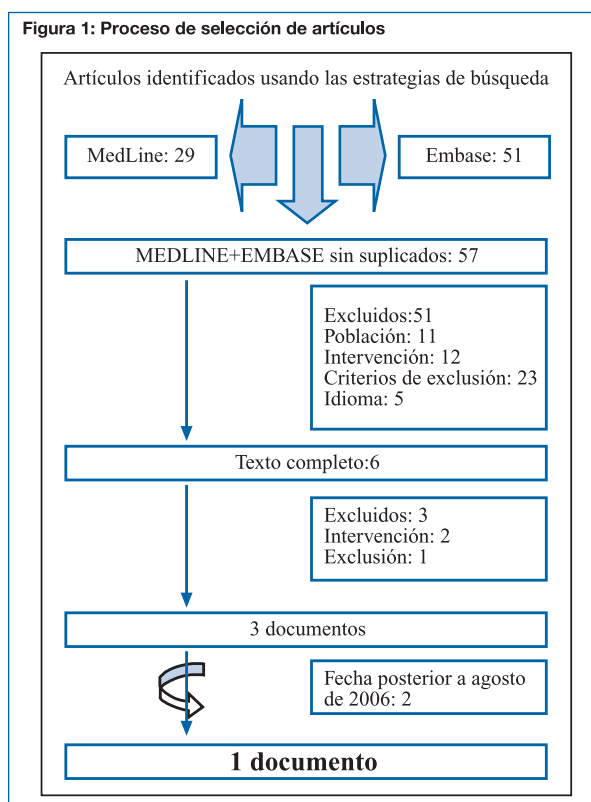 Figura 1: Proceso de selección de artículos
Artículos identificados usando las estrategias de búsqueda
MedLine: 29
Embase: 51
MEDLINE+EMBASE sin suplicados: 57
Excluidos:51
Población: 11
Intervención: 12
Criterios de exclusión: 23
Idioma: 5
Texto completo:6
Excluidos: 3
Intervención: 2
Exclusión: 1
3 documentos
Fecha posterior a agosto
de 2006: 2
1 documento